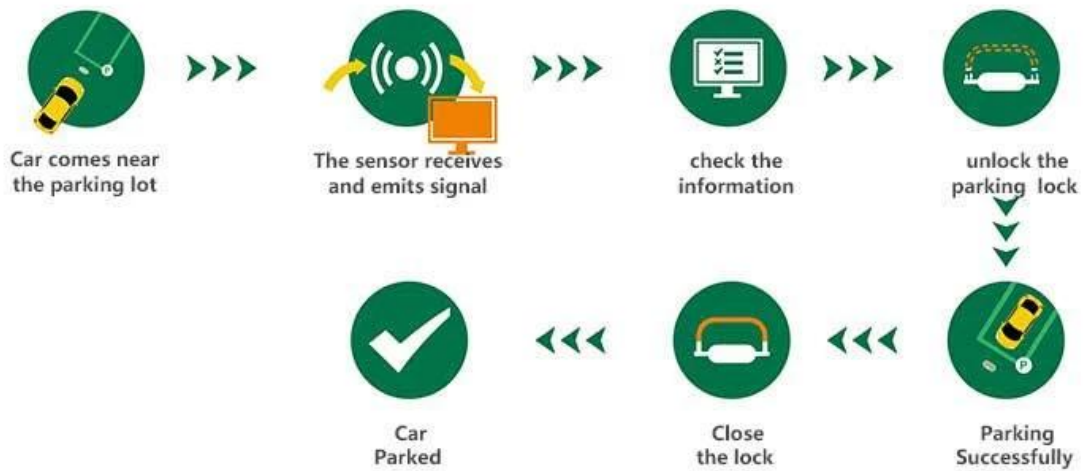 Car comes near
the parking lot
The sensor receives
and emits signal
check the
information
unlock the
parking lock
P
P
Parking
Successfully
Close
the lock
Car
Parked